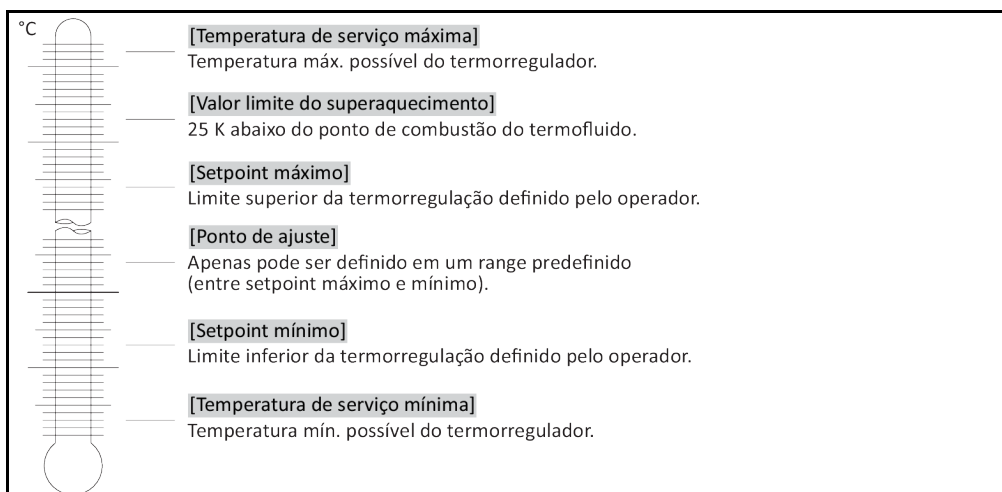 °C
[Temperatura de serviço máxima]
Temperatura máx. possível do termorregulador.
[Valor limite do superaquecimento]
25 K abaixo do ponto de combustão do termofluido.
[Setpoint máximo]
Limite superior da termorregulação definido pelo operador.
[Ponto de ajuste]
Apenas pode ser definido em um range predefinido
(entre setpoint máximo e mínimo).
[Setpoint mínimo]
Limite inferior da termorregulação definido pelo operador.
[Temperatura de serviço mínima]
Temperatura mín. possível do termorregulador.